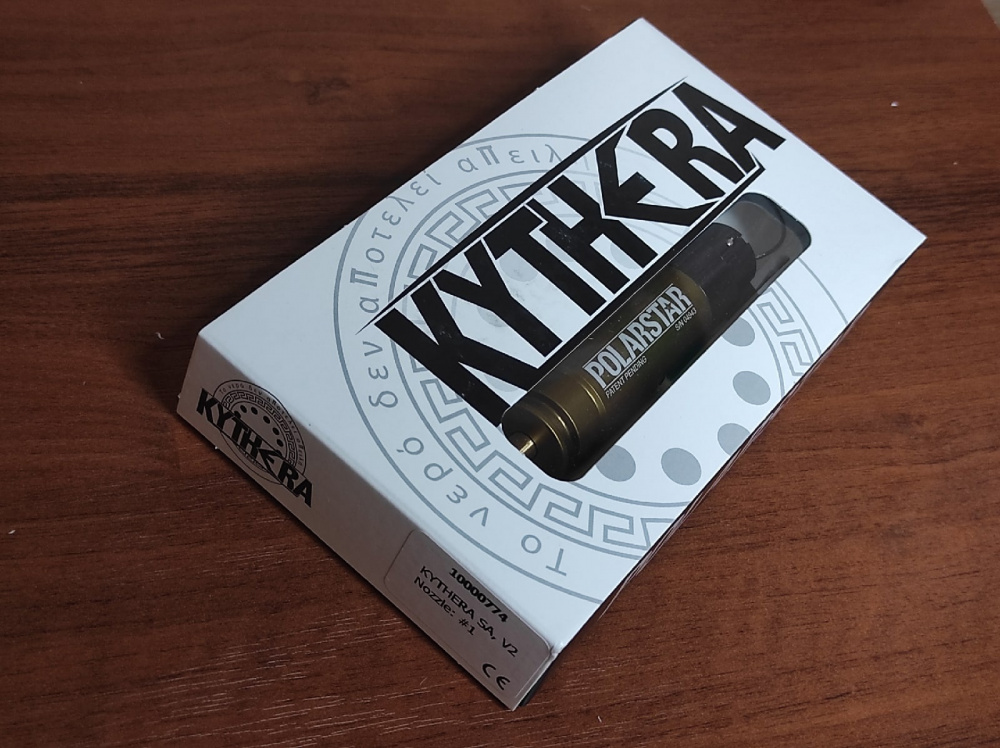 KYTHERA
Το νερό δεν αΠοτελεί αΠειλ
POLARSTAR
PATENT PENDING
S/N
KYTHERA
10000774
KYTHERA SA, V2
Nozzle: #1
CE